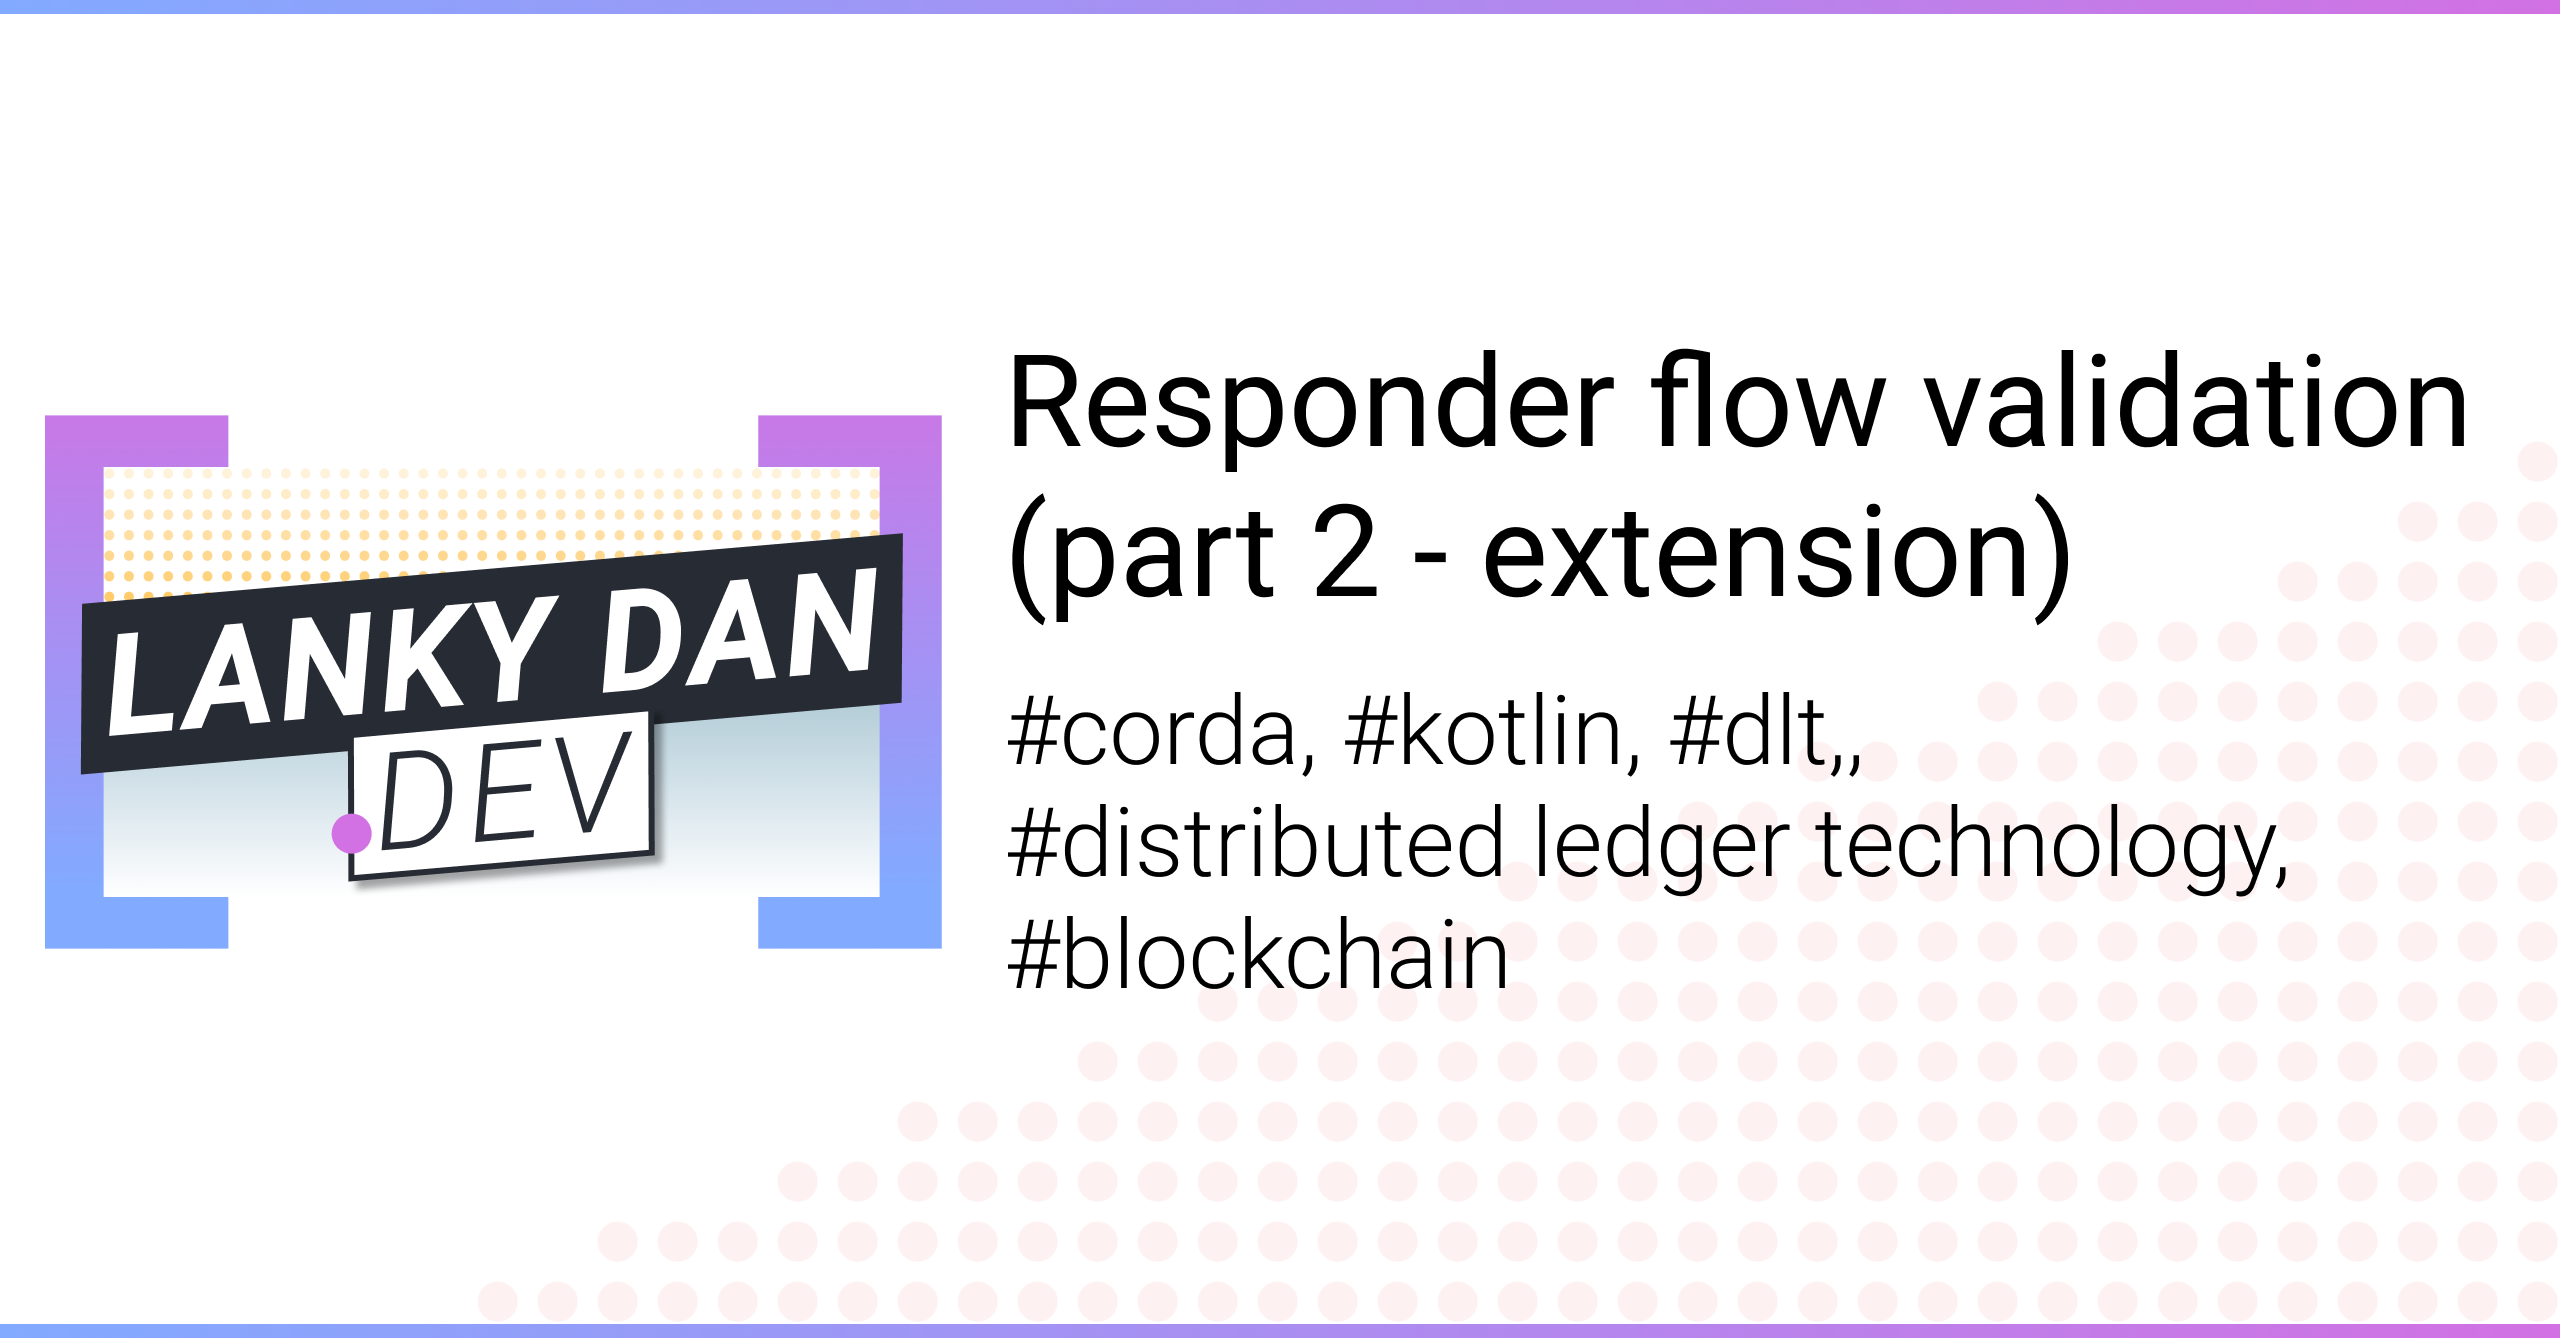 LANKY DAN
.DEV
Responder flow validation
(part 2 - extension)
#corda, #kotlin, #dlt,,
#distributed ledger technology,
#blockchain